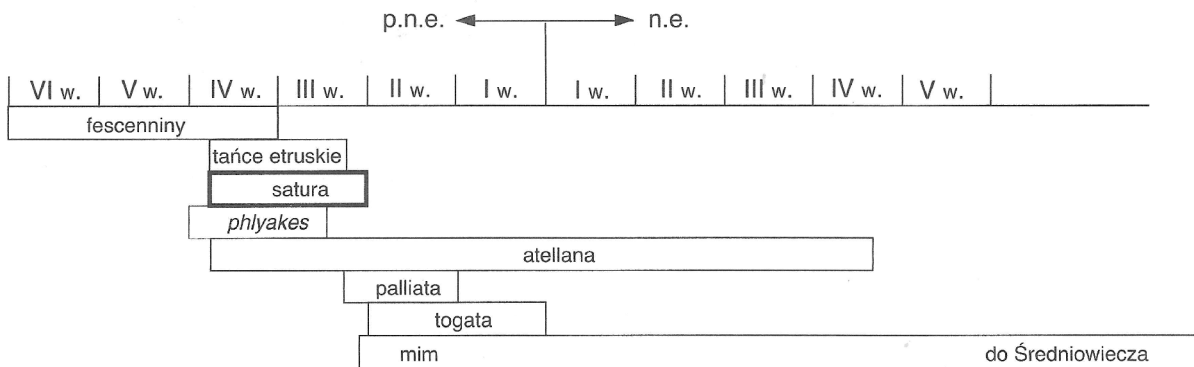 p.n.e. n.e.
VI w. V w. IV w. III w. II w. I w. I w. II w. III w. IV w. V w.
fescenniny
tańce etruskie
satura
phlyakes
atellana
palliata
togata
mim do Średniowiecza